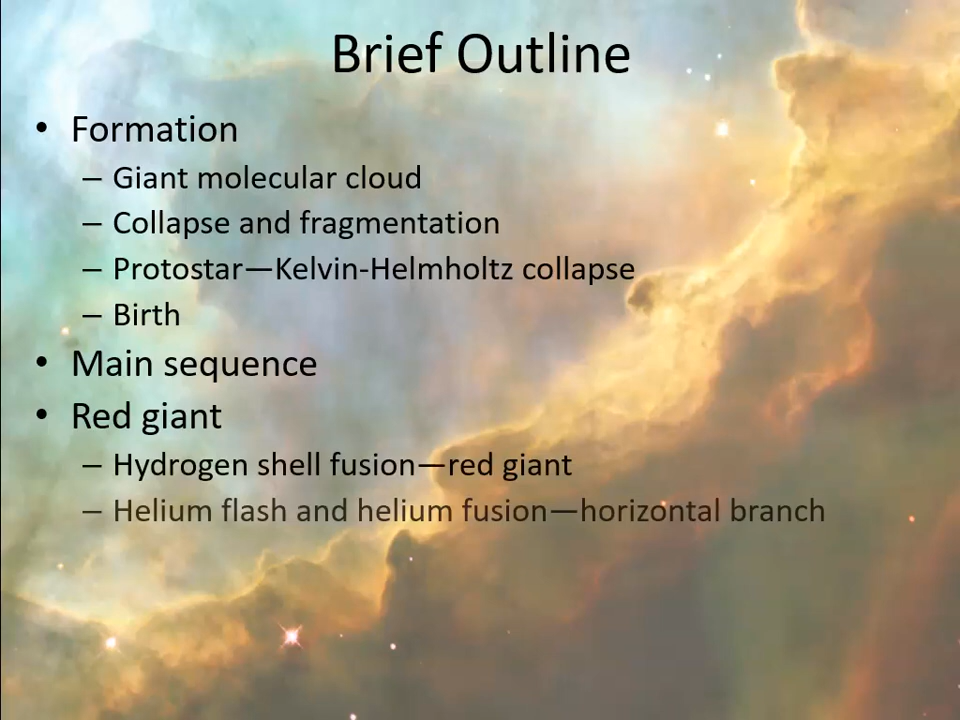 Brief Outline
• Formation
– Giant molecular cloud
– Collapse and fragmentation
– Protostar—Kelvin-Helmholtz collapse
– Birth
• Main sequence
• Red giant
– Hydrogen shell fusion—red giant
– Helium flash and helium fusion—horizontal branch